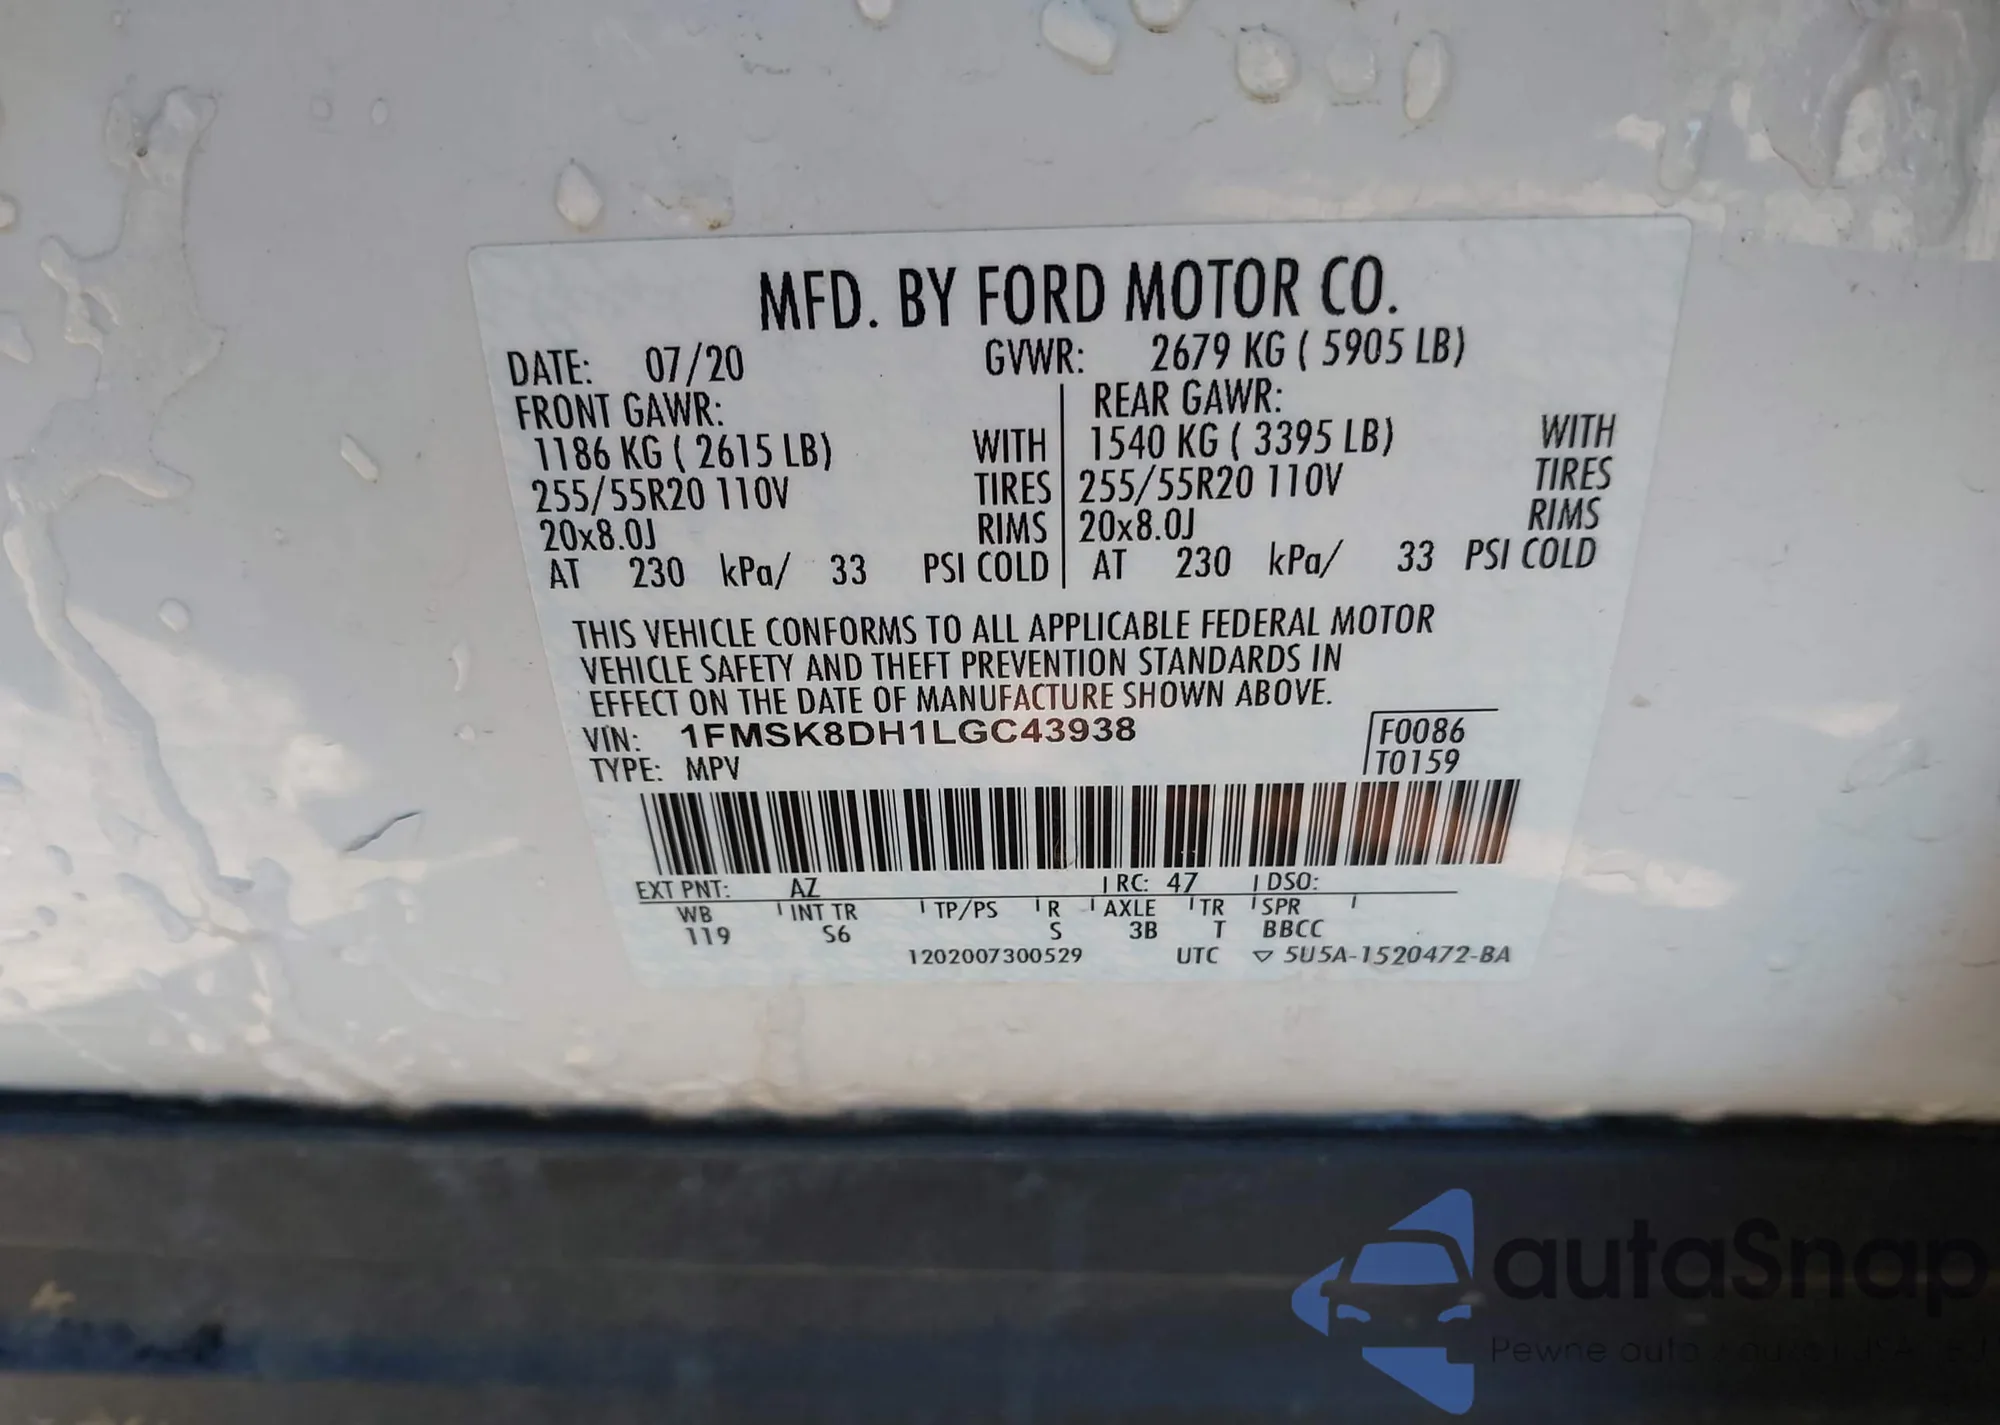 MFD. BY FORD MOTOR CO.
DATE: 07/20 GVWR: 2679 KG ( 5905 LB)
FRONT GAWR: REAR GAWR:
1186 KG ( 2615 LB) WITH 1540 KG ( 3395 LB) WITH
255/55R20 110V TIRES 255/55R20 110V TIRES
20x8.0J RIMS 20x8.0J RIMS
AT 230 kPa/ 33 PSI COLD AT 230 kPa/ 33 PSI COLD
THIS VEHICLE CONFORMS TO ALL APPLICABLE FEDERAL MOTOR
VEHICLE SAFETY AND THEFT PREVENTION STANDARDS IN
EFFECT ON THE DATE OF MANUFACTURE SHOWN ABOVE.
VIN: 1FMSK8DH1LGC43938 F0086
TYPE: MPV T0159
EXT PNT: AZ RC: 47 DSO:
WB INT TR TP/PS R AXLE TR SPR
119 S6 S 3B T BBCC
1202007300529 UTC ▽ 5U5A-1520472-BA
autaSnap
Pewne auto